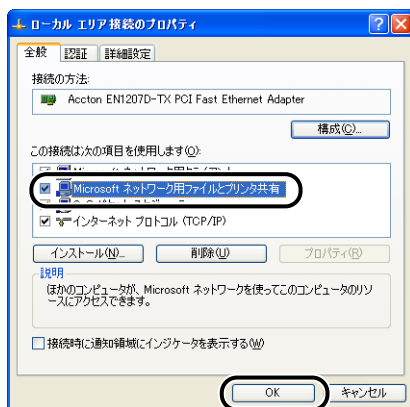 ローカル エリア接続のプロパティ
全般 認証 詳細設定
接続の方法:
Accton EN1207D-TX PCI Fast Ethernet Adapter
構成(C)...
この接続は次の項目を使用します(O):
Microsoft ネットワーク用ファイルとプリンタ共有
インターネット プロトコル (TCP/IP)
インストール(N)... 削除(U) プロパティ(R)
説明
ほかのコンピュータが、Microsoft ネットワークを使ってこのコンピュータのリソ
ースにアクセスできます。
接続時に通知領域にインジケータを表示する(W)
OK キャンセル